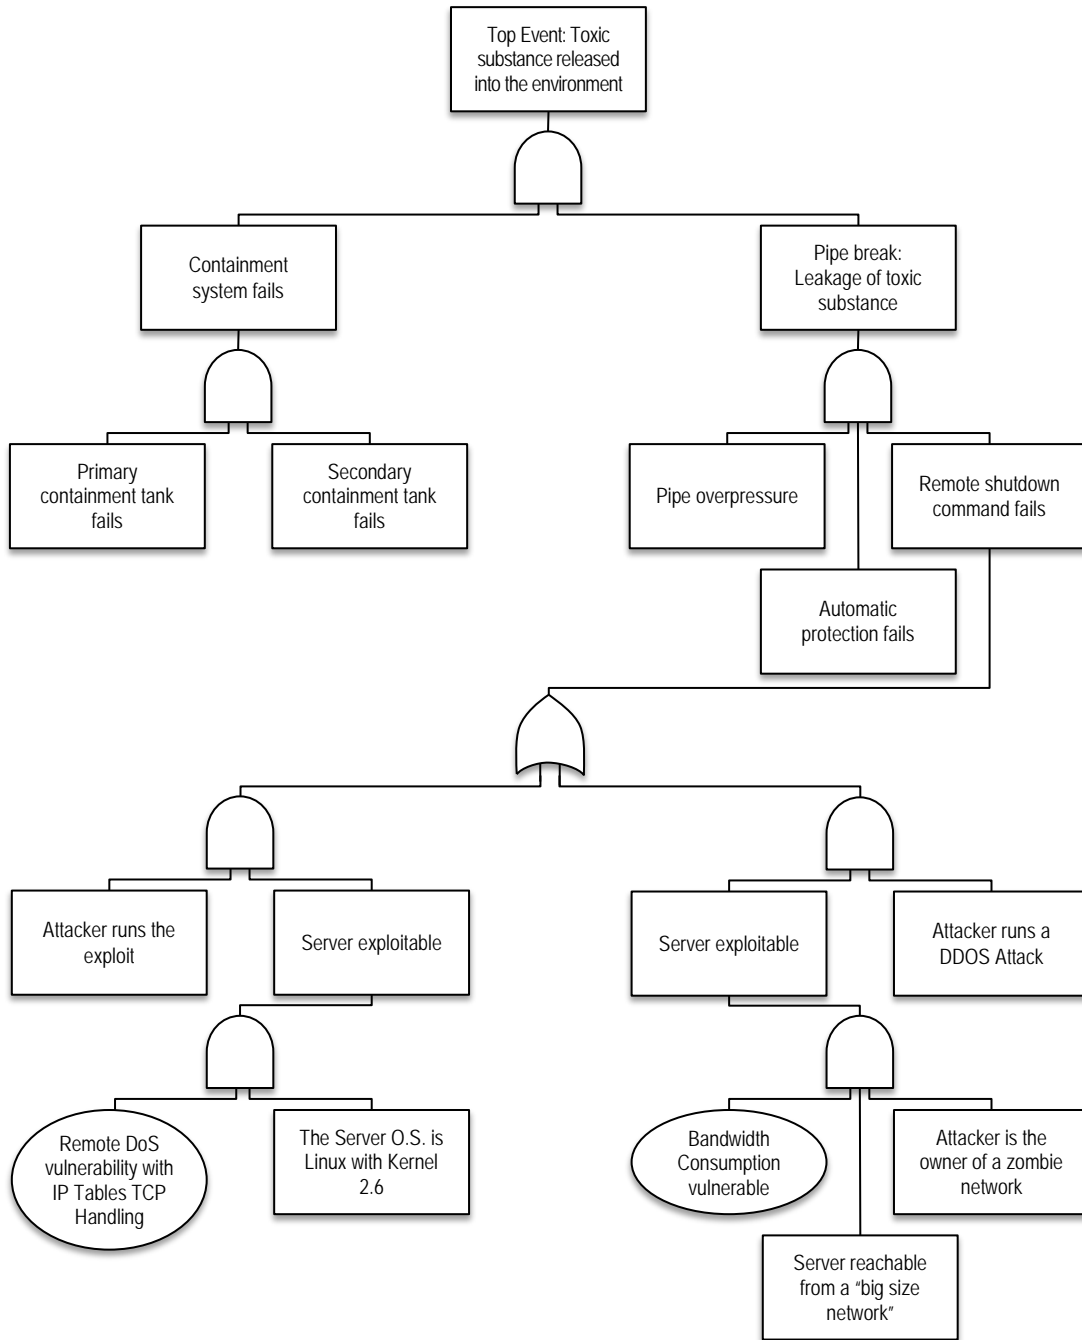 Top Event: Toxic
substance released
into the environment
Containment
system fails
Pipe break:
Leakage of toxic
substance
Primary
containment tank
fails
Secondary
containment tank
fails
Pipe overpressure
Remote shutdown
command fails
Automatic
protection fails
Attacker runs the
exploit
Server exploitable
Server exploitable
Attacker runs a
DDOS Attack
Remote DoS
vulnerability with
IP Tables TCP
Handling
The Server O.S. is
Linux with Kernel
2.6
Bandwidth
Consumption
vulnerable
Attacker is the
owner of a zombie
network
Server reachable
from a “big size
network”